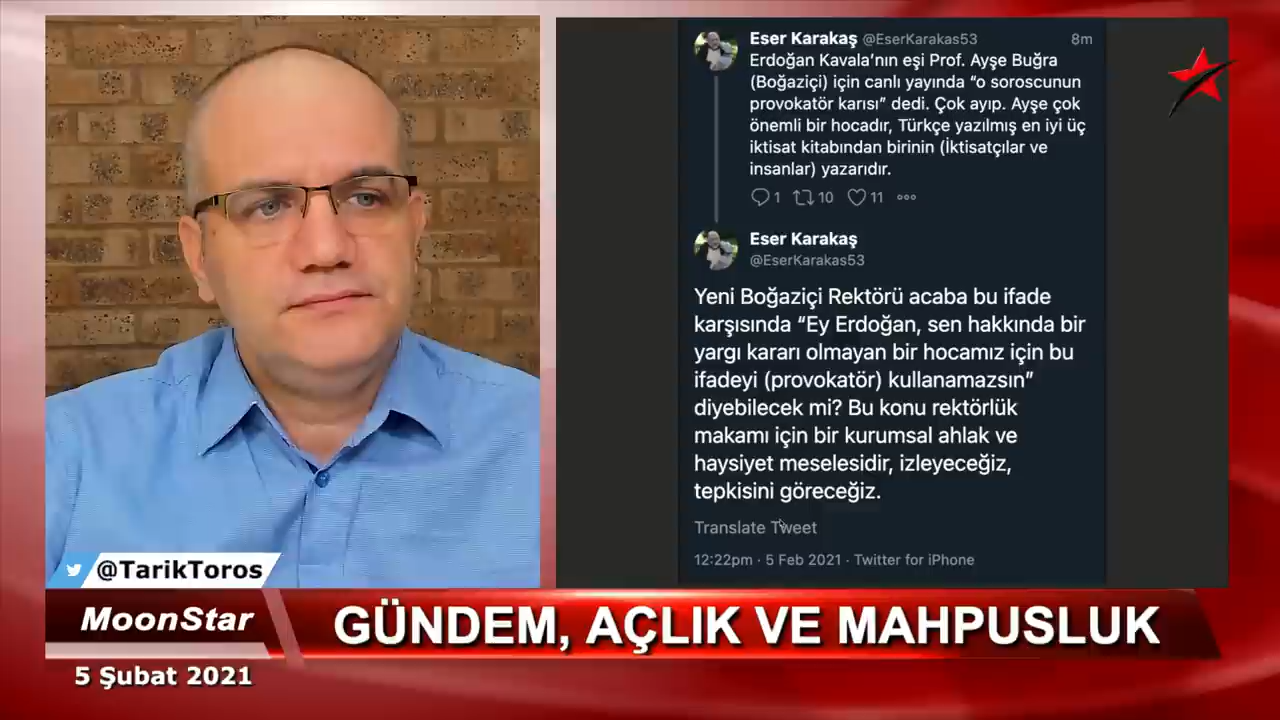 Eser Karakaş @EserKarakas53 8m
Erdoğan Kavala’nın eşi Prof. Ayşe Buğra
(Boğaziçi) için canlı yayında “o soroscunun
provokatör karısı” dedi. Çok ayıp. Ayşe çok
önemli bir hocadır, Türkçe yazılmış en iyi üç
iktisat kitabından birinin (İktisatçılar ve
insanlar) yazarıdır.
1 10 11
Eser Karakaş
@EserKarakas53
Yeni Boğaziçi Rektörü acaba bu ifade
karşısında “Ey Erdoğan, sen hakkında bir
yargı kararı olmayan bir hocamız için bu
ifadeyi (provokatör) kullanamazsın”
diyebilecek mi? Bu konu rektörlük
makamı için bir kurumsal ahlak ve
haysiyet meselesidir, izleyeceğiz,
tepkisini göreceğiz.
Translate Tweet
12:22pm · 5 Feb 2021 · Twitter for iPhone
@TarikToros
MoonStar
GÜNDEM, AÇLIK VE MAHPUSLUK
5 Şubat 2021